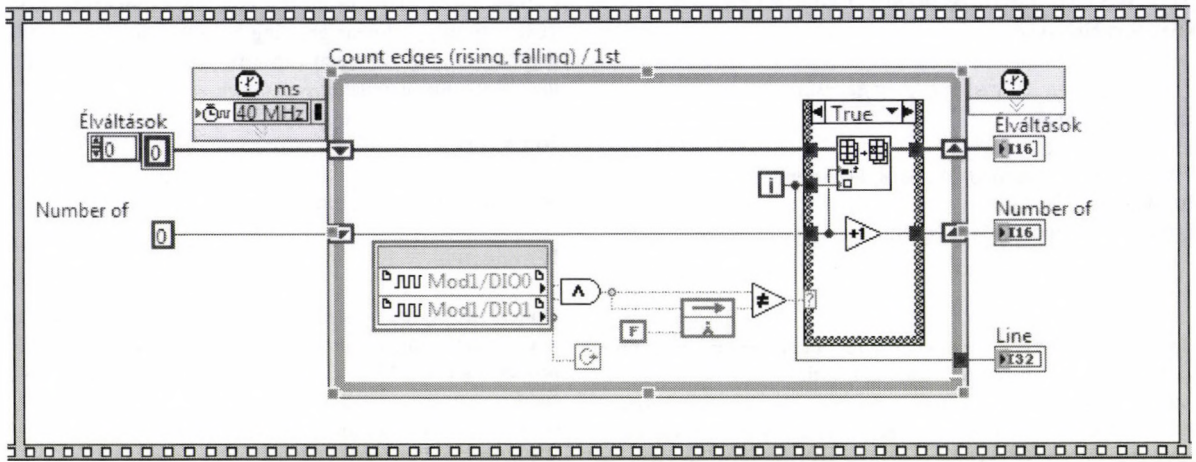 Count edges (rising, falling) / 1st
ms
40 MHz
True
Élváltások
0 0
Élváltások
I16]
i
Number of
0
Number of
I16
+1
Mod1/DIO0
Mod1/DIO1
F
?
Line
I32